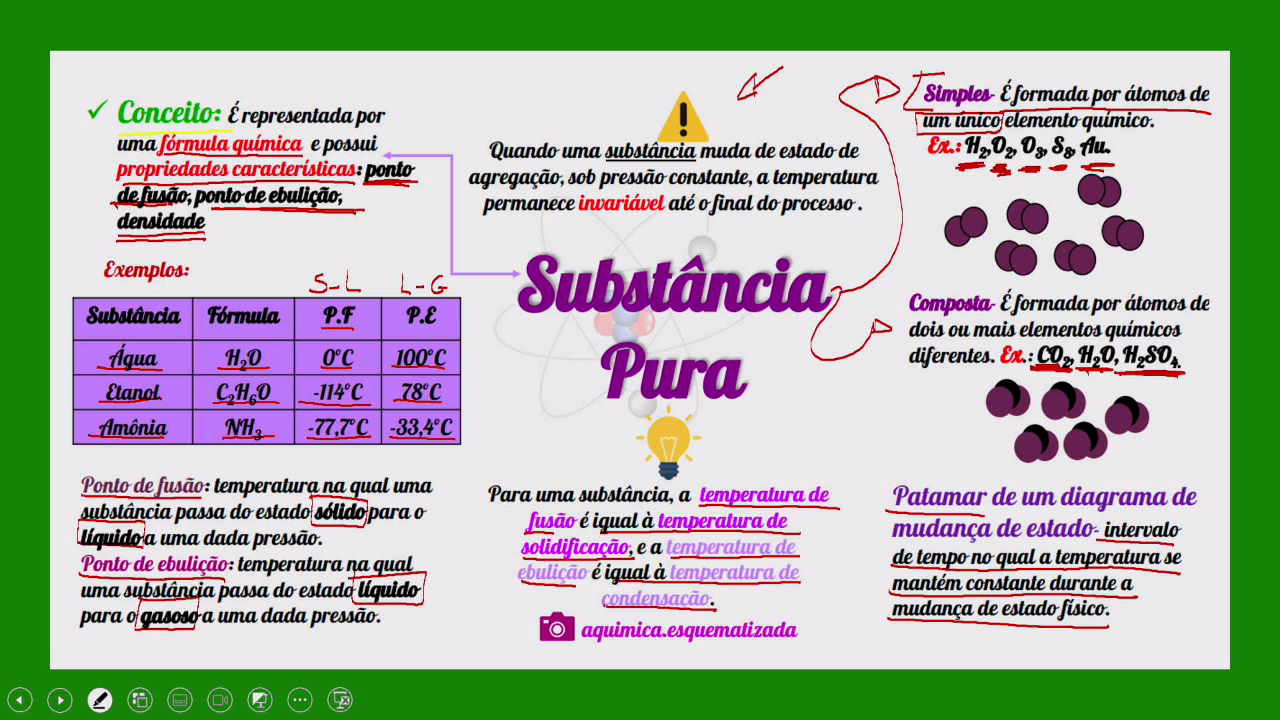 ✓ Conceito: É representada por
uma fórmula química e possui
propriedades características: ponto
de fusão, ponto de ebulição,
densidade
Exemplos:
S-L L-G
Substância Fórmula P.F P.E
Água H₂O 0°C 100°C
Etanol C₂H₆O -114°C 78°C
Amônia NH₃ -77,7°C -33,4°C
Ponto de fusão: temperatura na qual uma
substância passa do estado sólido para o
líquido a uma dada pressão.
Ponto de ebulição: temperatura na qual
uma substância passa do estado líquido
para o gasoso a uma dada pressão.
Quando uma substância muda de estado de
agregação, sob pressão constante, a temperatura
permanece invariável até o final do processo.
Substância
Pura
Para uma substância, a temperatura de
fusão é igual à temperatura de
solidificação, e a temperatura de
ebulição é igual à temperatura de
condensação.
aquimica.esquematizada
Simples- É formada por átomos de
um único elemento químico.
Ex.: H₂, O₂, O₃, S₈, Au.
Composta- É formada por átomos de
dois ou mais elementos químicos
diferentes. Ex.: CO₂, H₂O, H₂SO₄.
Patamar de um diagrama de
mudança de estado- intervalo
de tempo no qual a temperatura se
mantém constante durante a
mudança de estado físico.